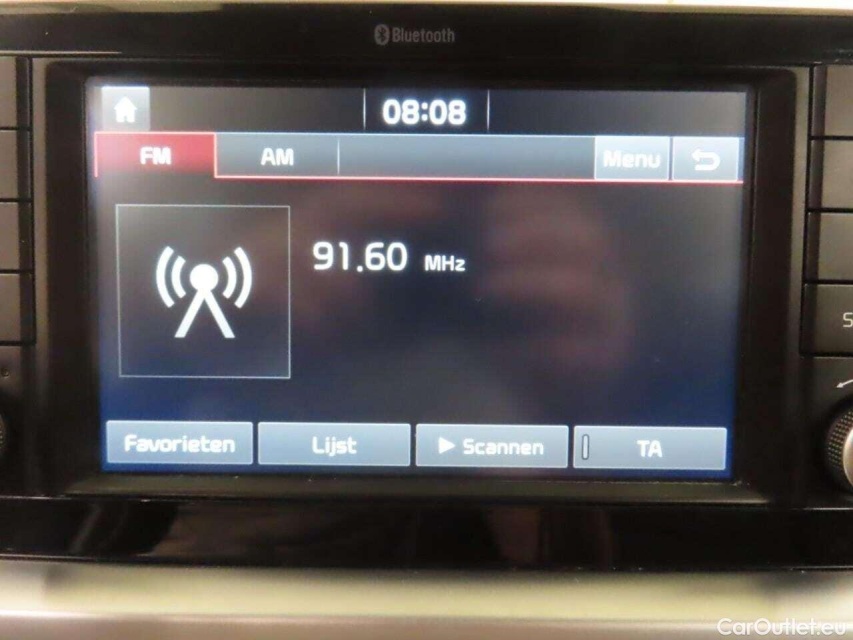 Bluetooth
08:08
FM AM Menu
91.60 MHz
Favorieten Lijst Scannen TA
CarOutlet.eu